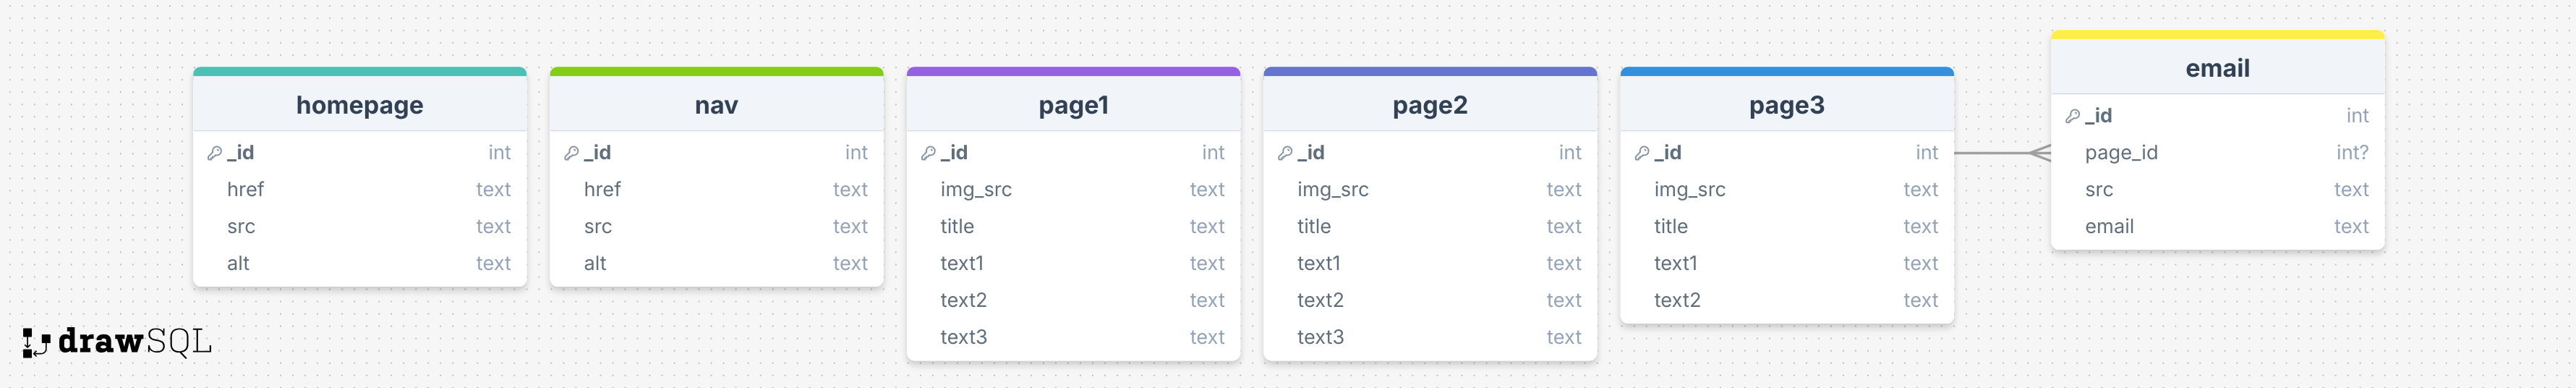 homepage
_id int
href text
src text
alt text
nav
_id int
href text
src text
alt text
page1
_id int
img_src text
title text
text1 text
text2 text
text3 text
page2
_id int
img_src text
title text
text1 text
text2 text
text3 text
page3
_id int
img_src text
title text
text1 text
text2 text
email
_id int
page_id int?
src text
email text
drawSQL